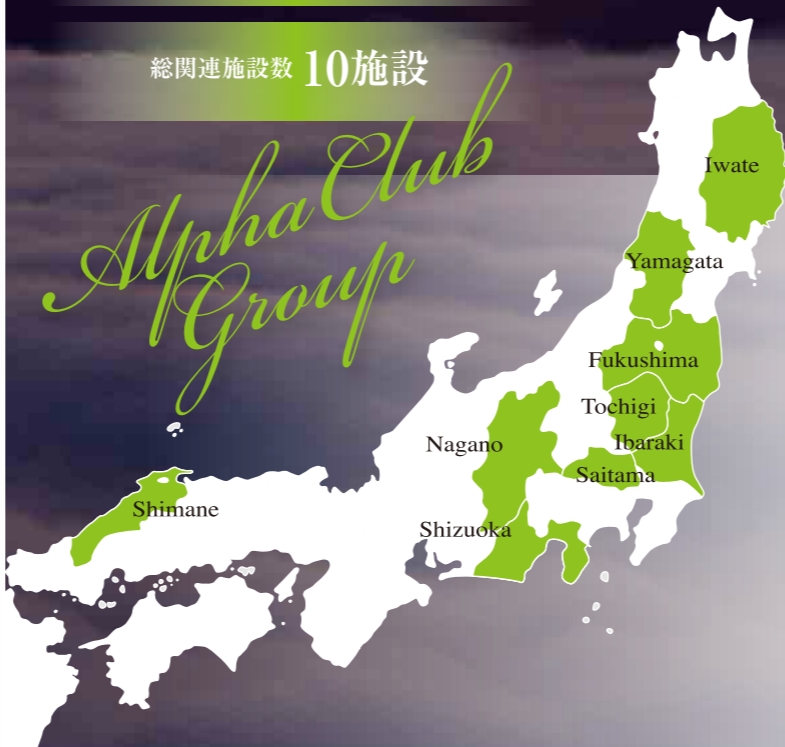 総関連施設数 10施設
Alpha Club
Group
Iwate
Yamagata
Fukushima
Tochigi
Ibaraki
Nagano
Saitama
Shimane
Shizuoka